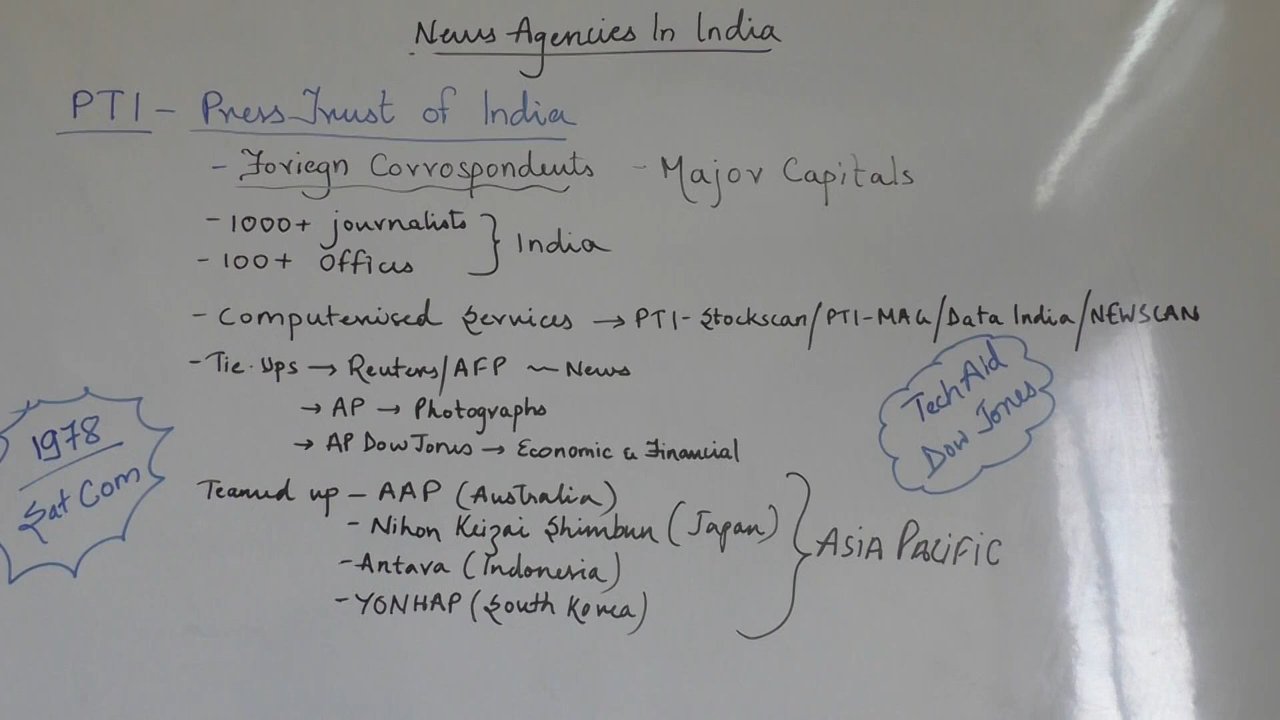 News Agencies In India
PTI - Press Trust of India
- Foriegn Corrospondents - Major Capitals
- 1000+ journalists
- 100+ Offices
} India
- Computerised Services → PTI-Stockscan/PTI-MAG/Data India/NEWSCAN
- Tie-Ups → Reuters/AFP ~ News
→ AP → Photographs
→ AP Dow Jones → Economic & Financial
TechAld
Dow Jones
1978
Sat Com
Teamed up - AAP (Australia)
- Nihon Keizai Shimbun (Japan)
- Antara (Indonesia)
- YONHAP (South Korea)
} ASIA PACIFIC